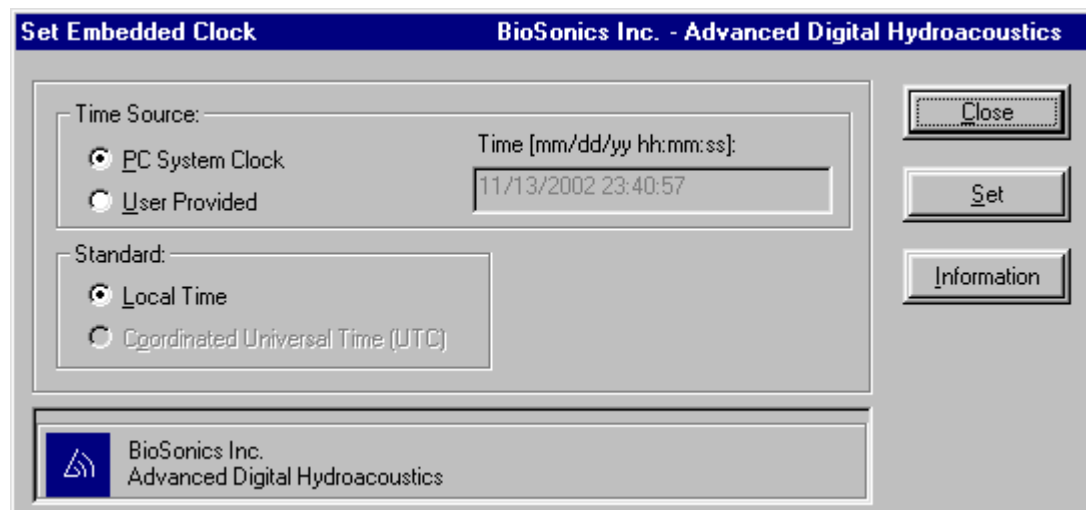 Set Embedded Clock BioSonics Inc. - Advanced Digital Hydroacoustics
Time Source:
PC System Clock
User Provided
Time [mm/dd/yy hh:mm:ss]:
11/13/2002 23:40:57
Standard:
Local Time
Coordinated Universal Time (UTC)
Close
Set
Information
BioSonics Inc.
Advanced Digital Hydroacoustics